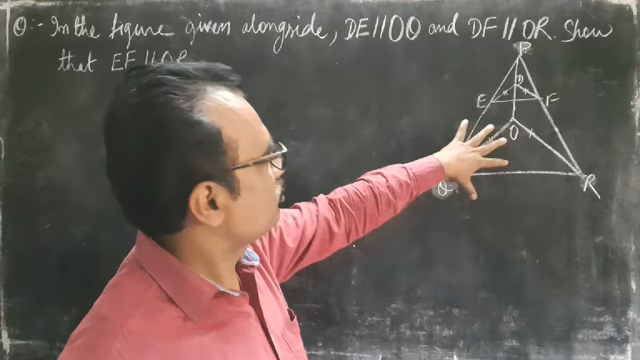 Q:- In the figure given alongside, DE||OQ and DF||OR. Show
that EF||QR
P
D
E F
O
Q R